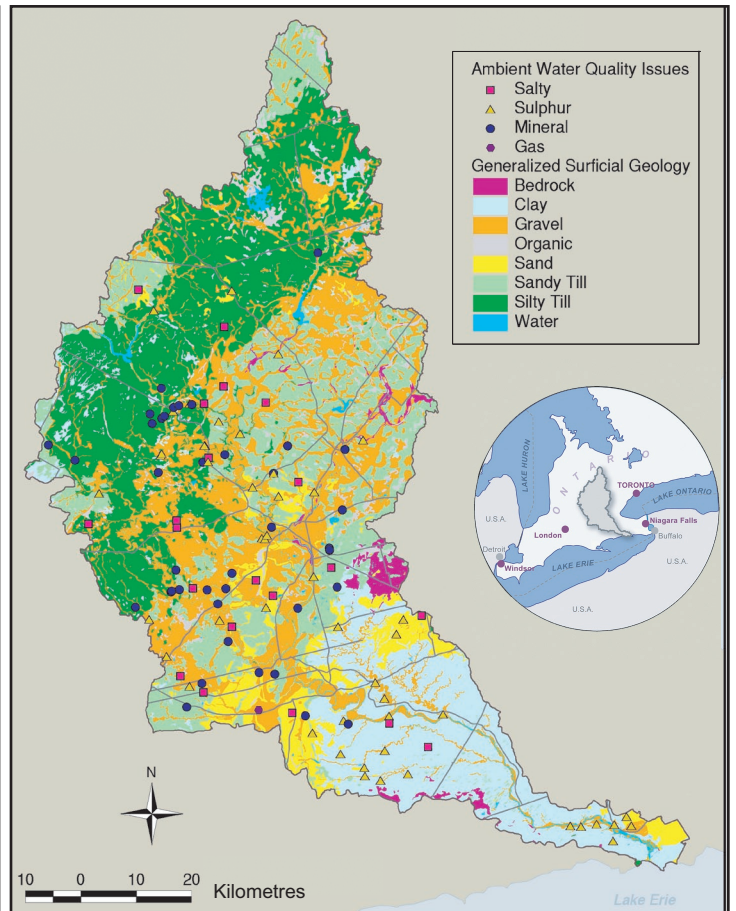 Ambient Water Quality Issues
Salty
Sulphur
Mineral
Gas
Generalized Surficial Geology
Bedrock
Clay
Gravel
Organic
Sand
Sandy Till
Silty Till
Water
LAKE HURON
ONTARIO
TORONTO
LAKE ONTARIO
U.S.A.
London
Niagara Falls
Buffalo
Detroit
Windsor
LAKE ERIE
U.S.A.
U.S.A.
N
10 0 10 20 Kilometres
Lake Erie